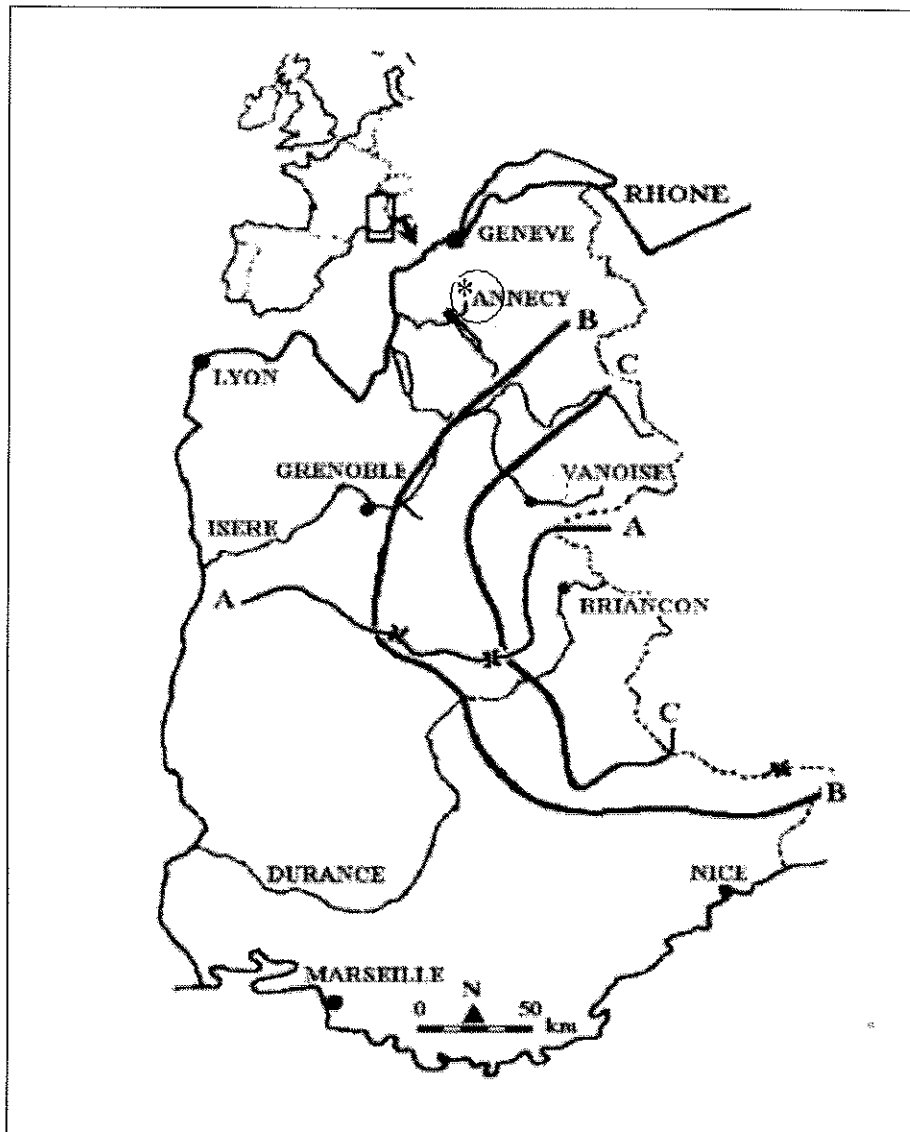 RHONE
GENEVE
*ANNECY
B
C
LYON
GRENOBLE
VANOISE
ISERE
A
A
BRIANCON
C
B
DURANCE
NICE
MARSEILLE
N
0 50
km